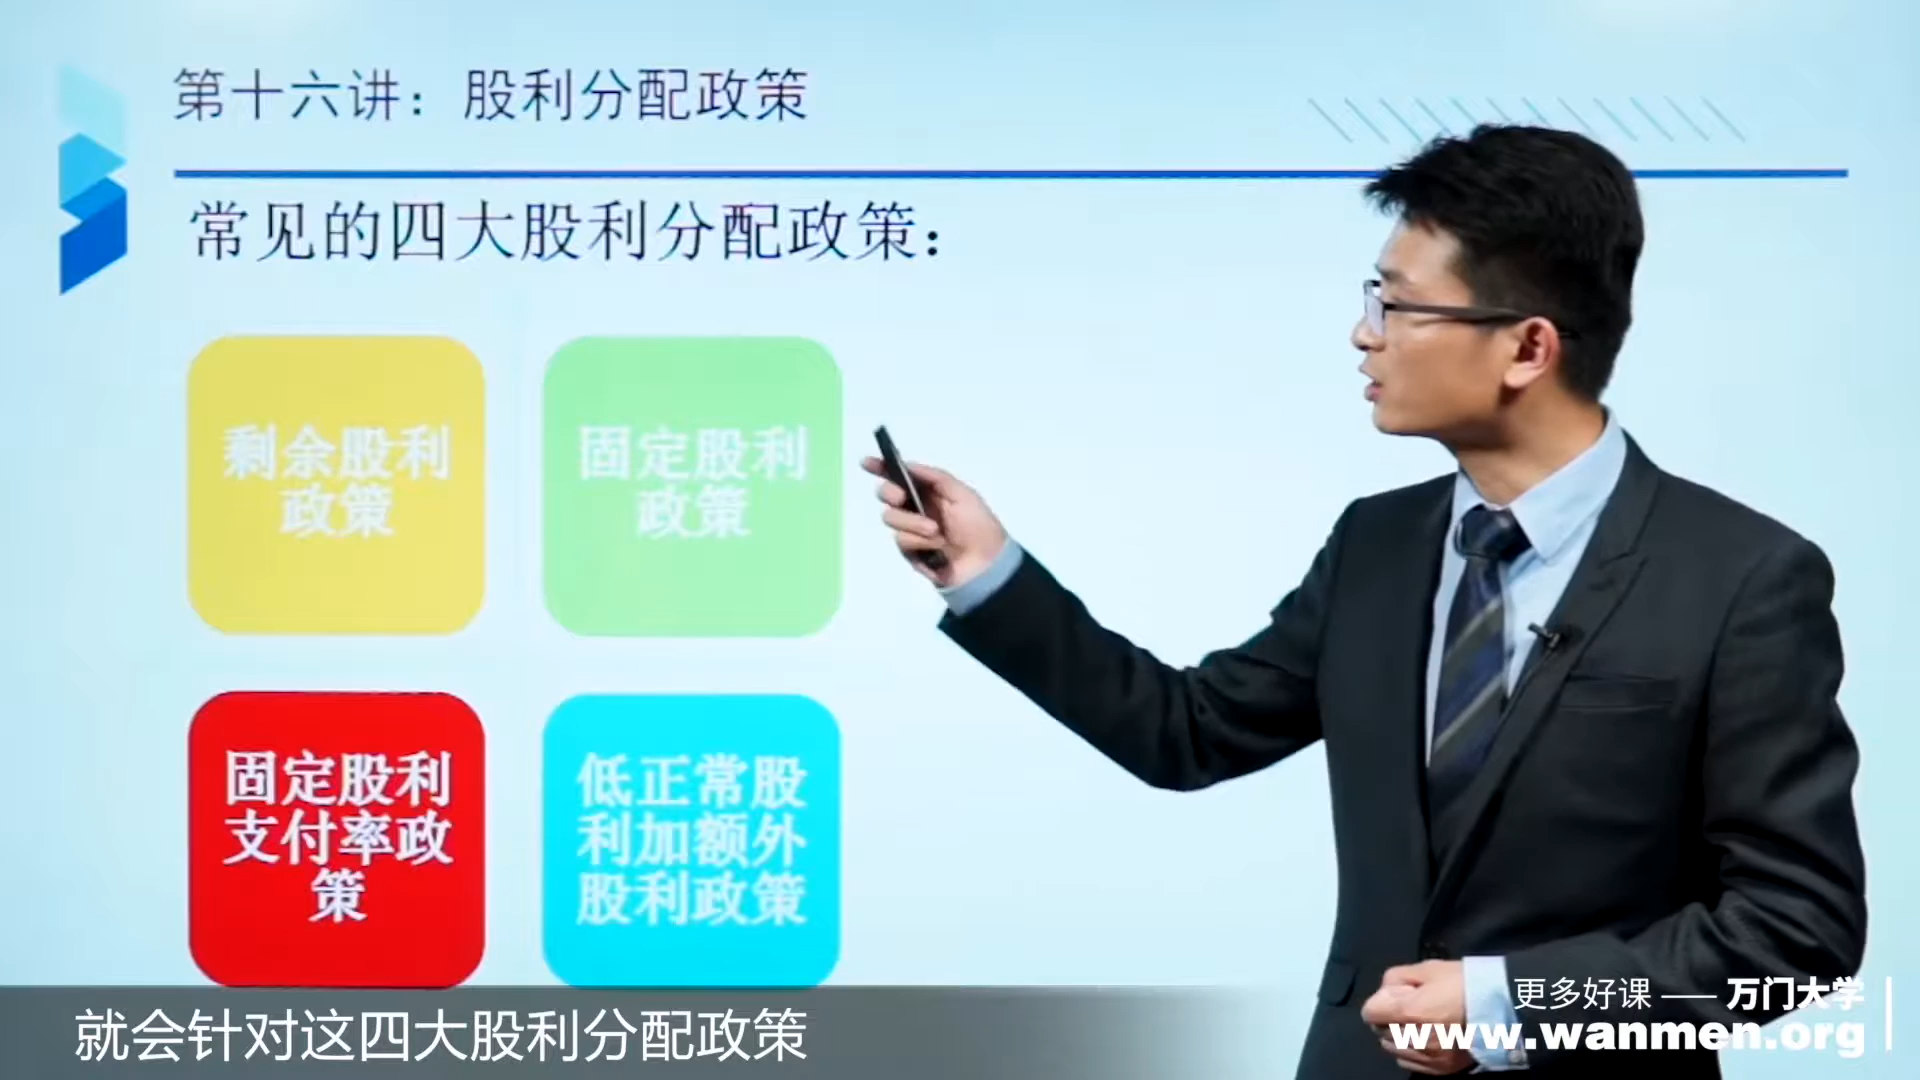 第十六讲：股利分配政策
常见的四大股利分配政策：
剩余股利
政策
固定股利
政策
固定股利
支付率政
策
低正常股
利加额外
股利政策
就会针对这四大股利分配政策
更多好课 —— 万门大学
www.wanmen.org